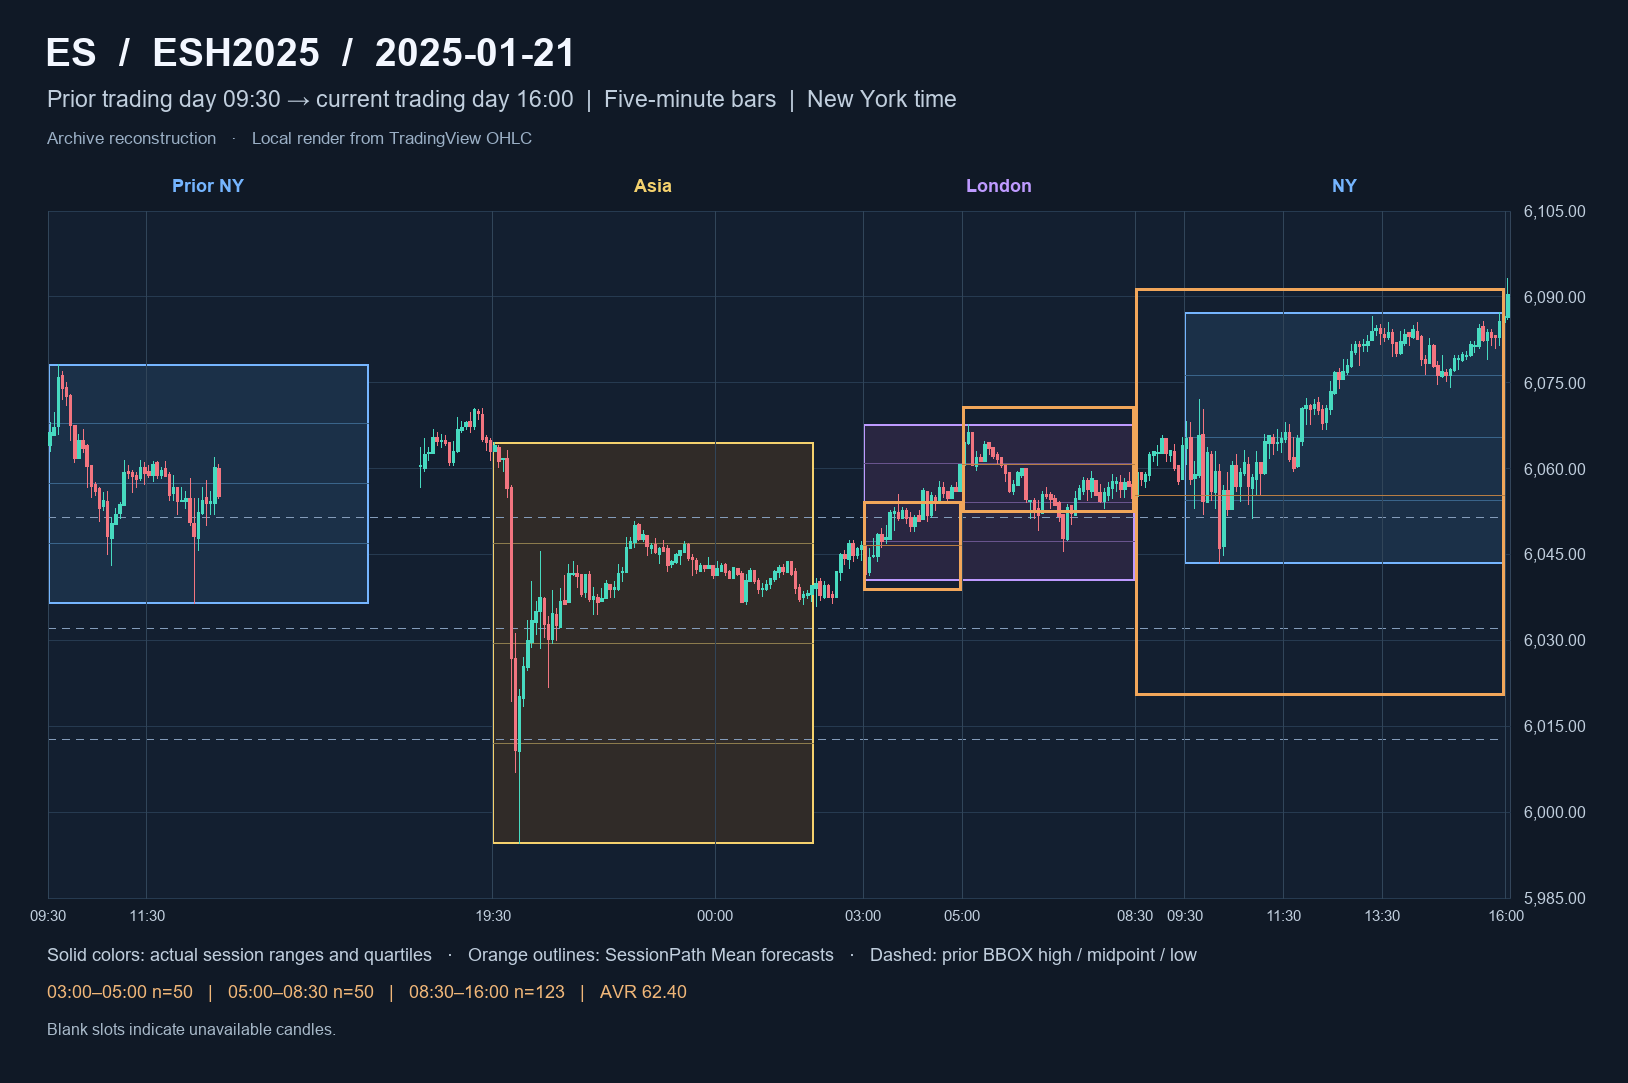 ES / ESH2025 / 2025-01-21
Prior trading day 09:30 → current trading day 16:00 | Five-minute bars | New York time
Archive reconstruction · Local render from TradingView OHLC
Prior NY Asia London NY
6,105.00
6,090.00
6,075.00
6,060.00
6,045.00
6,030.00
6,015.00
6,000.00
5,985.00
09:30 11:30 19:30 00:00 03:00 05:00 08:30 09:30 11:30 13:30 16:00
Solid colors: actual session ranges and quartiles · Orange outlines: SessionPath Mean forecasts · Dashed: prior BBOX high / midpoint / low
03:00–05:00 n=50 | 05:00–08:30 n=50 | 08:30–16:00 n=123 | AVR 62.40
Blank slots indicate unavailable candles.